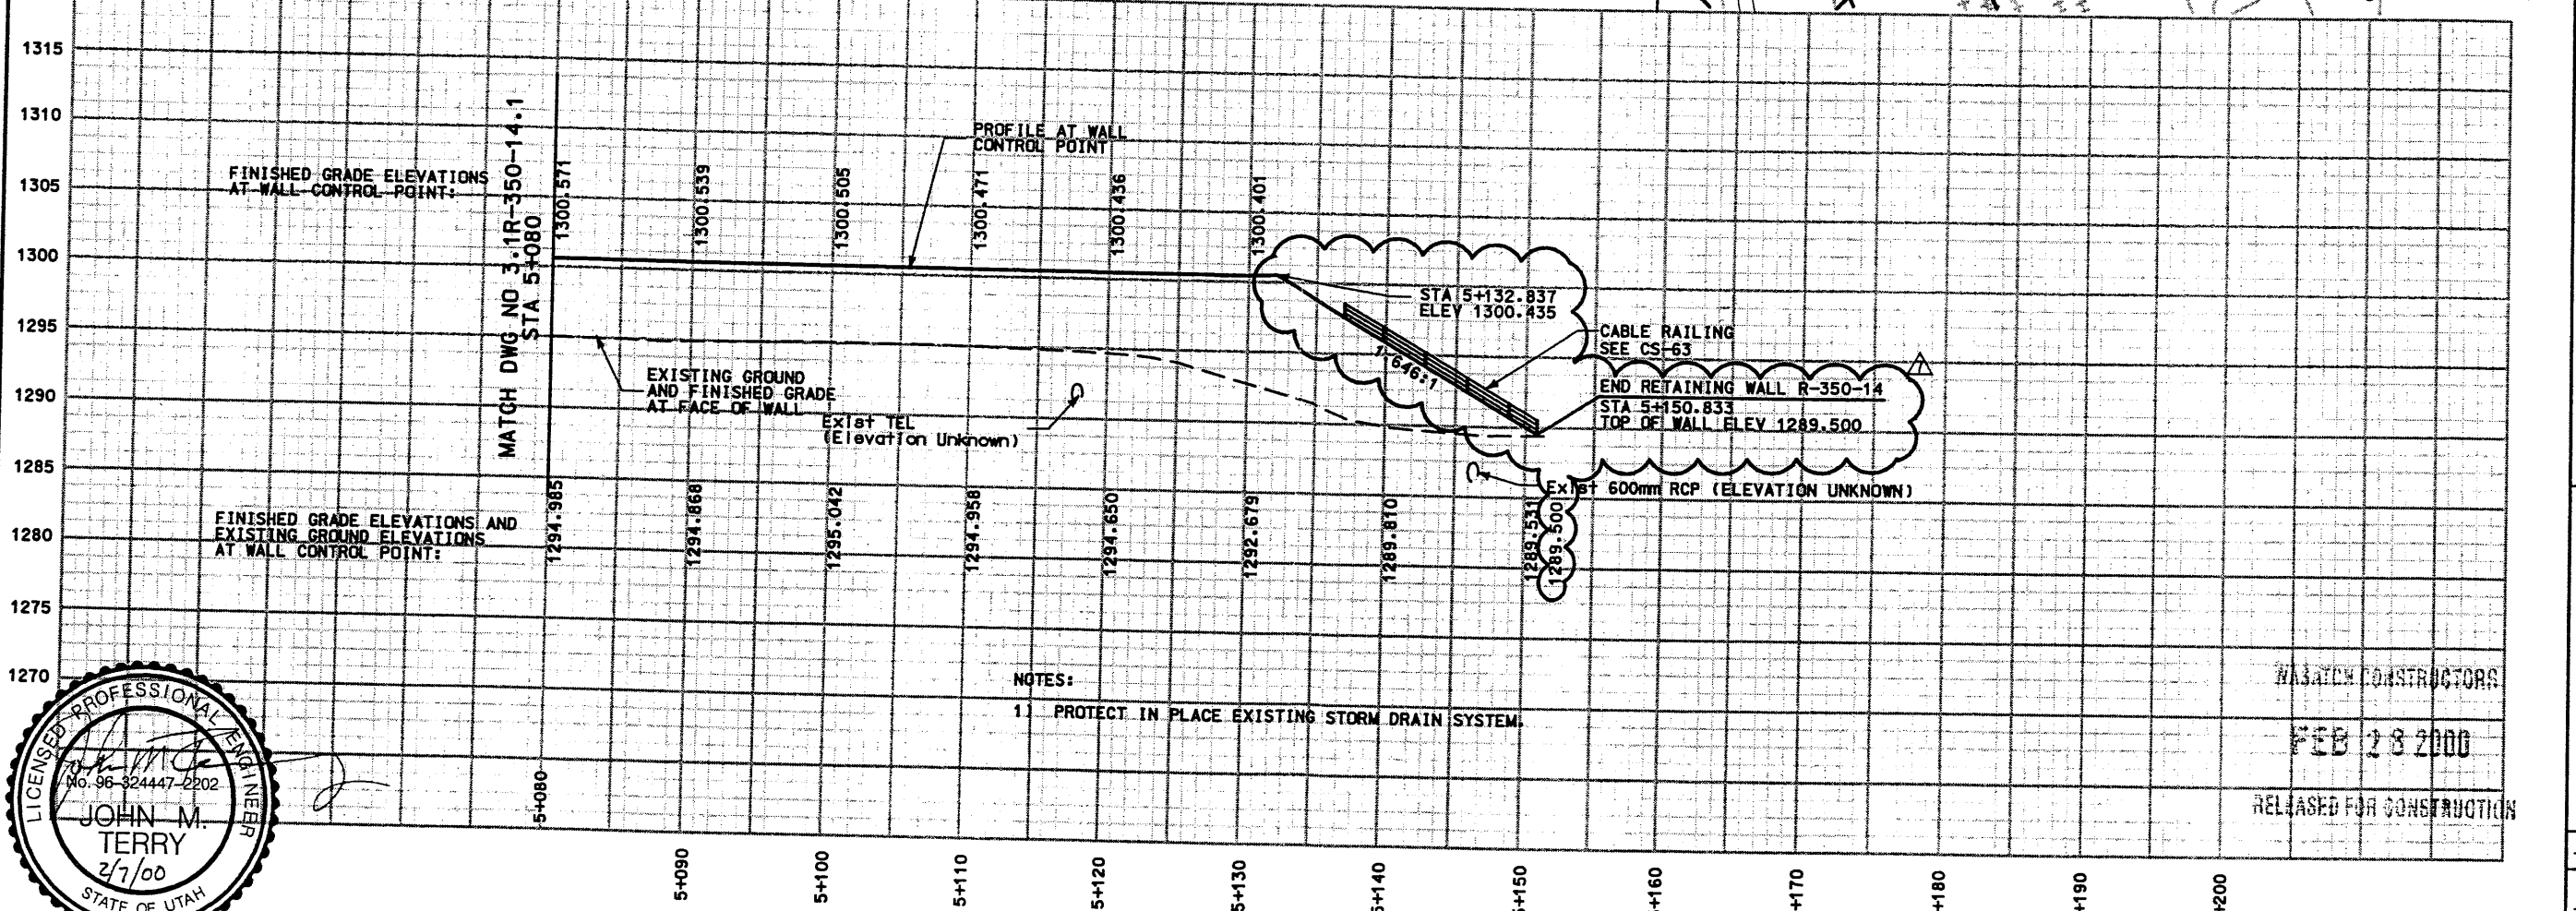 1315
1310
1305
1300
1295
1290
1285
1280
1275
1270
FINISHED GRADE ELEVATIONS
AT WALL CONTROL POINT:
MATCH DWG NO 3.1R-350-14.1
STA 5+080
1300.571
1300.539
1300.505
1300.471
1300.436
1300.401
PROFILE AT WALL
CONTROL POINT
STA 5+132.837
ELEV 1300.435
CABLE RAILING
SEE CS-63
1.646:1
END RETAINING WALL R-350-14
STA 5+150.833
TOP OF WALL ELEV 1289.500
EXISTING GROUND
AND FINISHED GRADE
AT FACE OF WALL
Exist TEL
(Elevation Unknown)
Exist 600mm RCP (ELEVATION UNKNOWN)
FINISHED GRADE ELEVATIONS AND
EXISTING GROUND ELEVATIONS
AT WALL CONTROL POINT:
1294.985
1294.868
1295.042
1294.958
1294.650
1292.679
1289.810
1289.531
1289.500
NOTES:
1) PROTECT IN PLACE EXISTING STORM DRAIN SYSTEM.
WASATCH CONSTRUCTORS
FEB 28 2000
RELEASED FOR CONSTRUCTION
LICENSED PROFESSIONAL ENGINEER
No. 96-324447-2202
JOHN M.
TERRY
2/7/00
STATE OF UTAH
5+080
5+090
5+100
5+110
5+120
5+130
5+140
5+150
5+160
5+170
5+180
5+190
5+200